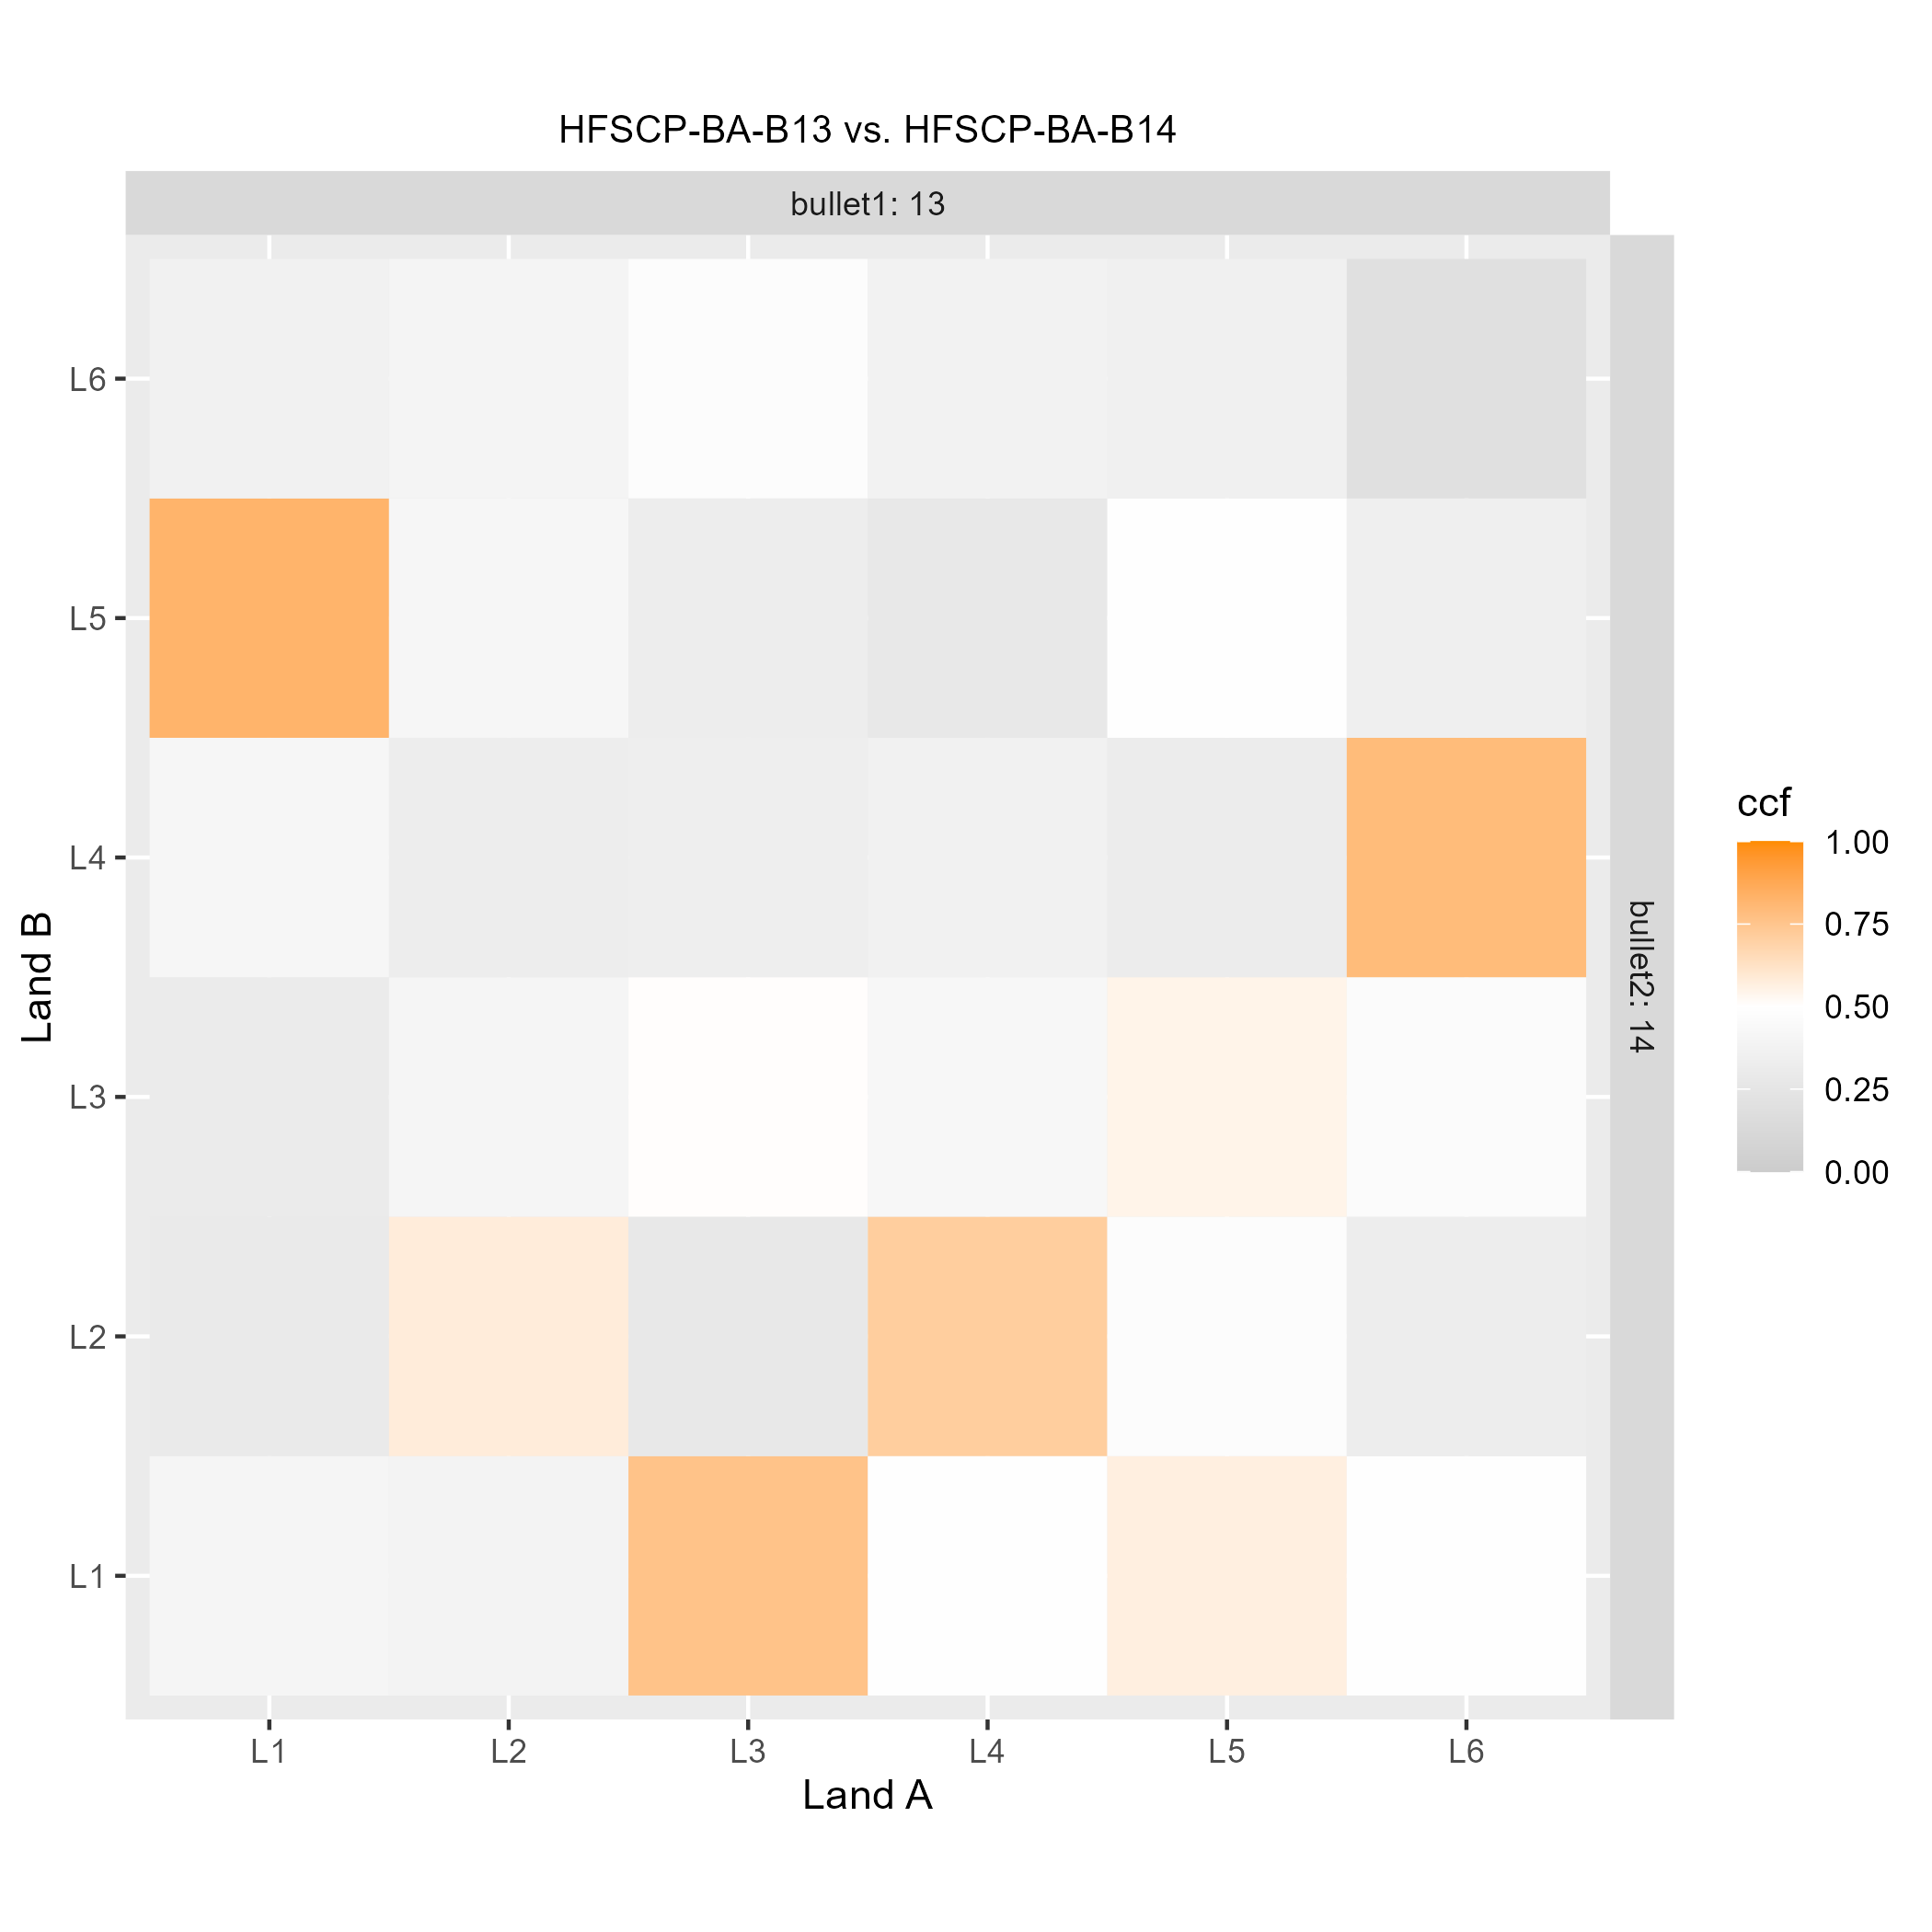 HFSCP-BA-B13 vs. HFSCP-BA-B14
bullet1: 13
L6
L5
L4
L3
L2
L1
Land B
L1 L2 L3 L4 L5 L6
Land A
bullet2: 14
ccf
1.00
0.75
0.50
0.25
0.00